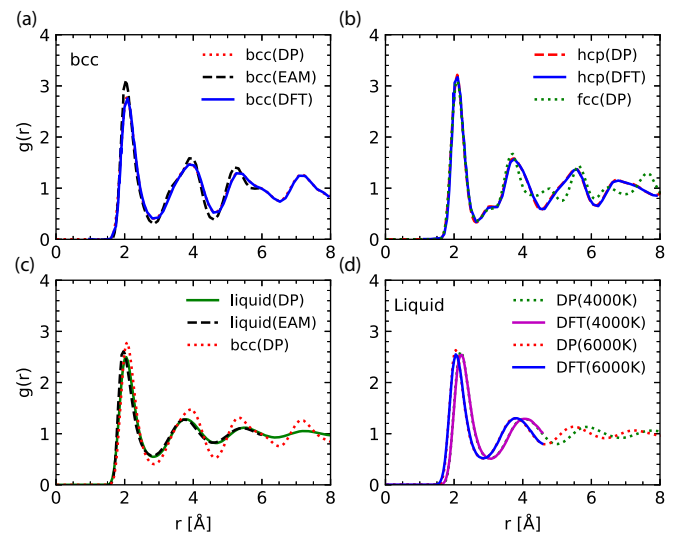 (a)
bcc
bcc(DP)
bcc(EAM)
bcc(DFT)
g(r)
4
3
2
1
0
0 2 4 6 8
(b)
hcp(DP)
hcp(DFT)
fcc(DP)
4
3
2
1
0
0 2 4 6 8
(c)
liquid(DP)
liquid(EAM)
bcc(DP)
g(r)
4
3
2
1
0
0 2 4 6 8
r [Å]
(d)
Liquid
DP(4000K)
DFT(4000K)
DP(6000K)
DFT(6000K)
4
3
2
1
0
0 2 4 6 8
r [Å]